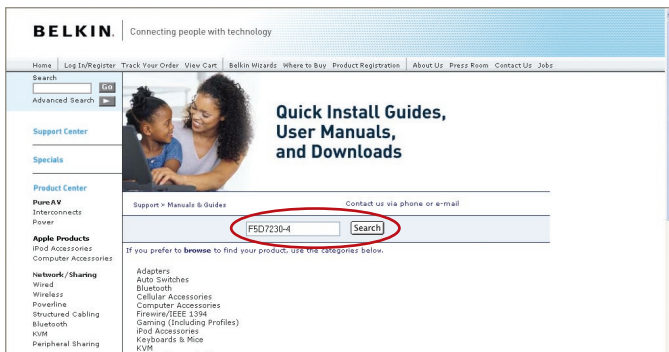 BELKIN. Connecting people with technology
Home Log In/Register Track Your Order View Cart Belkin Wizards Where to Buy Product Registration About Us Press Room Contact Us Jobs
Search
Go
Advanced Search
Support Center
Specials
Product Center
PureAV
Interconnects
Power
Apple Products
iPod Accessories
Computer Accessories
Network/Sharing
Wired
Wireless
Powerline
Structured Cabling
Bluetooth
KVM
Peripheral Sharing
Quick Install Guides,
User Manuals,
and Downloads
Support > Manuals & Guides Contact us via phone or e-mail
F5D7230-4 Search
If you prefer to browse to find your product, use the categories below.
Adapters
Auto Switches
Bluetooth
Cellular Accessories
Computer Accessories
Firewire/IEEE 1394
Gaming (Including Profiles)
iPod Accessories
Keyboards & Mice
KVM